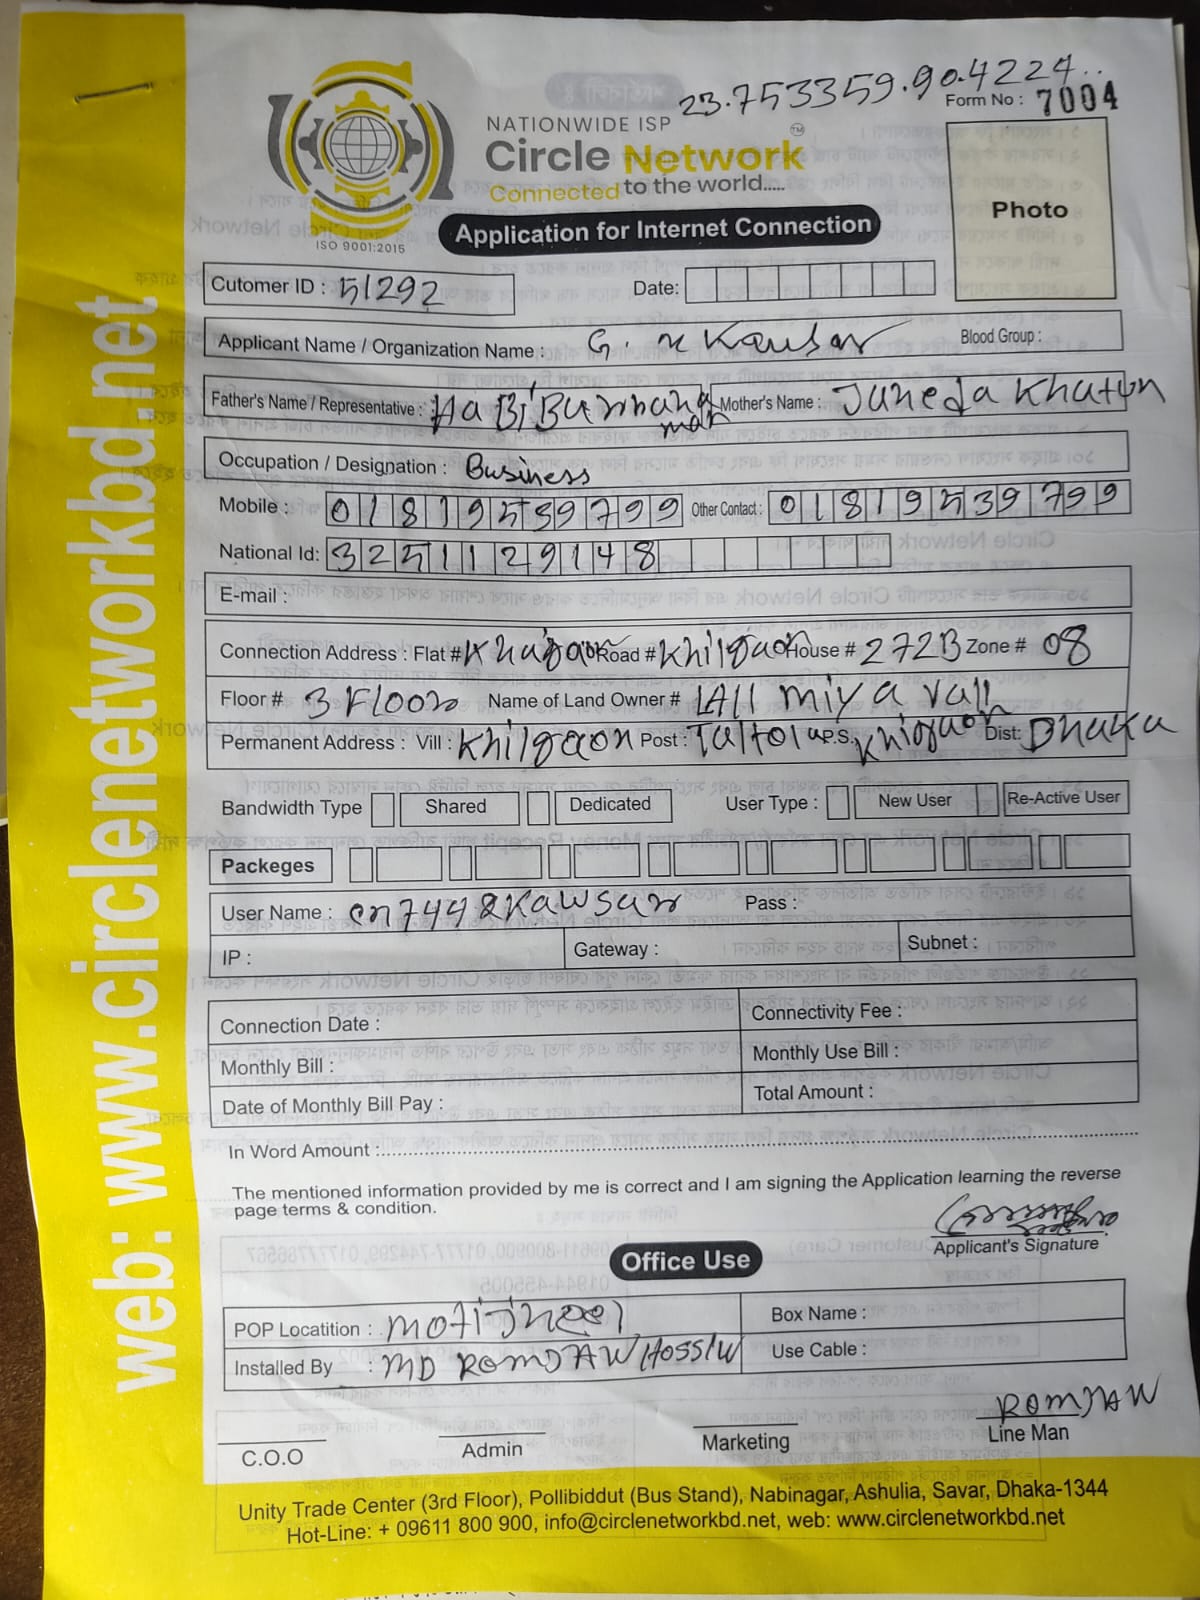 23.753359.90.4224..
Form No : 7004
NATIONWIDE ISP
Circle Network TM
Connected to the world.....
ISO 9001:2015
Application for Internet Connection
Photo
Cutomer ID : 51292 Date:
Applicant Name / Organization Name : G. M Kausar Blood Group :
Father's Name / Representative : Mother's Name : Juneda Khatun
Occupation / Designation : Business
Mobile : 01819539799 Other Contact : 01819539799
National Id: 3251129148
E-mail :
Connection Address : Flat # Road # Khilgaon House # 272B Zone # 08
Floor # 3 Floor Name of Land Owner # LAll miya
Permanent Address : Vill : Khilgaon Post : Taltola P.S. Khigaon Dist: Dhaka
Bandwidth Type Shared Dedicated User Type : New User Re-Active User
Packeges
User Name : Pass :
IP : Gateway : Subnet :
Connection Date : Connectivity Fee :
Monthly Bill : Monthly Use Bill :
Date of Monthly Bill Pay : Total Amount :
In Word Amount :
The mentioned information provided by me is correct and I am signing the Application learning the reverse
page terms & condition.
Applicant's Signature
Office Use
POP Locatition : motijheel Box Name :
Installed By : MD ROMJAN HOSSIN Use Cable :
ROMJAN
C.O.O Admin Marketing Line Man
Unity Trade Center (3rd Floor), Pollibiddut (Bus Stand), Nabinagar, Ashulia, Savar, Dhaka-1344
Hot-Line: + 09611 800 900, info@circlenetworkbd.net, web: www.circlenetworkbd.net
web: www.circlenetworkbd.net